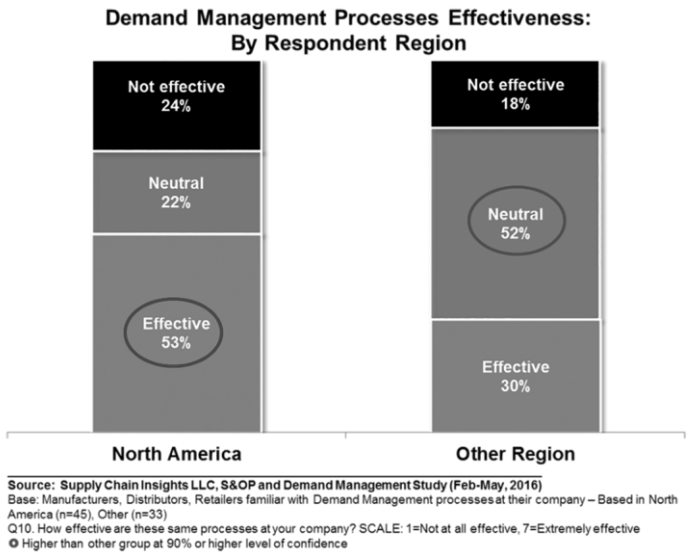 Demand Management Processes Effectiveness:
By Respondent Region
Not effective
24%
Neutral
22%
Effective
53%
Not effective
18%
Neutral
52%
Effective
30%
North America
Other Region
Source: Supply Chain Insights LLC, S&OP and Demand Management Study (Feb-May, 2016)
Base: Manufacturers, Distributors, Retailers familiar with Demand Management processes at their company – Based in North
America (n=45), Other (n=33)
Q10. How effective are these same processes at your company? SCALE: 1=Not at all effective, 7=Extremely effective
Higher than other group at 90% or higher level of confidence